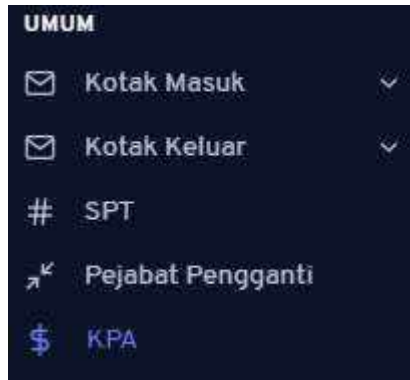 UMUM
Kotak Masuk
Kotak Keluar
# SPT
Pejabat Pengganti
$ KPA